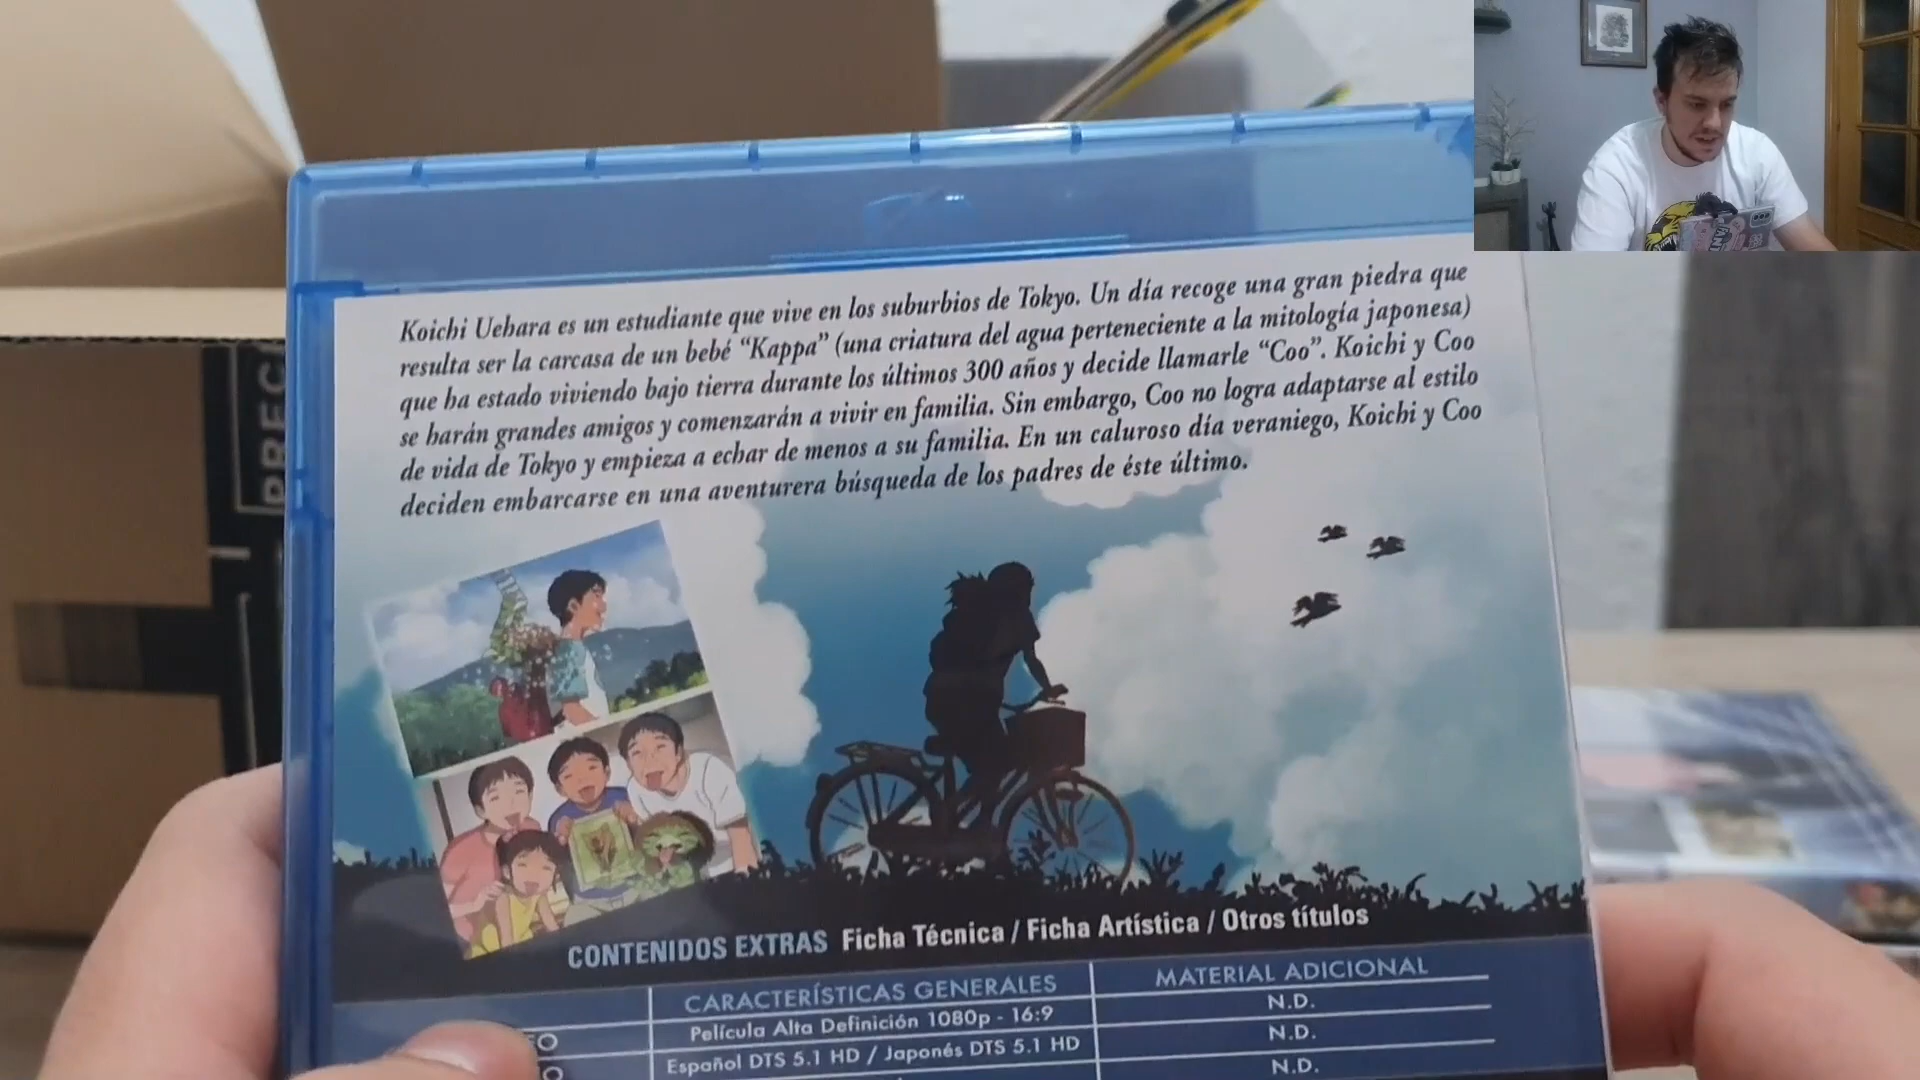 Koichi Uehara es un estudiante que vive en los suburbios de Tokyo. Un día recoge una gran piedra que
resulta ser la carcasa de un bebé “Kappa” (una criatura del agua perteneciente a la mitología japonesa)
que ha estado viviendo bajo tierra durante los últimos 300 años y decide llamarle “Coo”. Koichi y Coo
se harán grandes amigos y comenzarán a vivir en familia. Sin embargo, Coo no logra adaptarse al estilo
de vida de Tokyo y empieza a echar de menos a su familia. En un caluroso día veraniego, Koichi y Coo
deciden embarcarse en una aventurera búsqueda de los padres de éste último.
CONTENIDOS EXTRAS Ficha Técnica / Ficha Artística / Otros títulos
CARACTERÍSTICAS GENERALES MATERIAL ADICIONAL
Película Alta Definición 1080p - 16:9 N.D.
Español DTS 5.1 HD / Japonés DTS 5.1 HD N.D.
N.D.
PREC